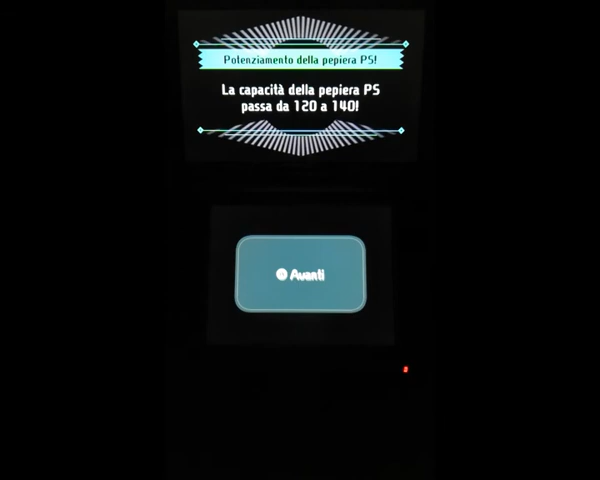 Potenziamento della pepiera PS!
La capacità della pepiera PS
passa da 120 a 140!
Ⓐ Avanti